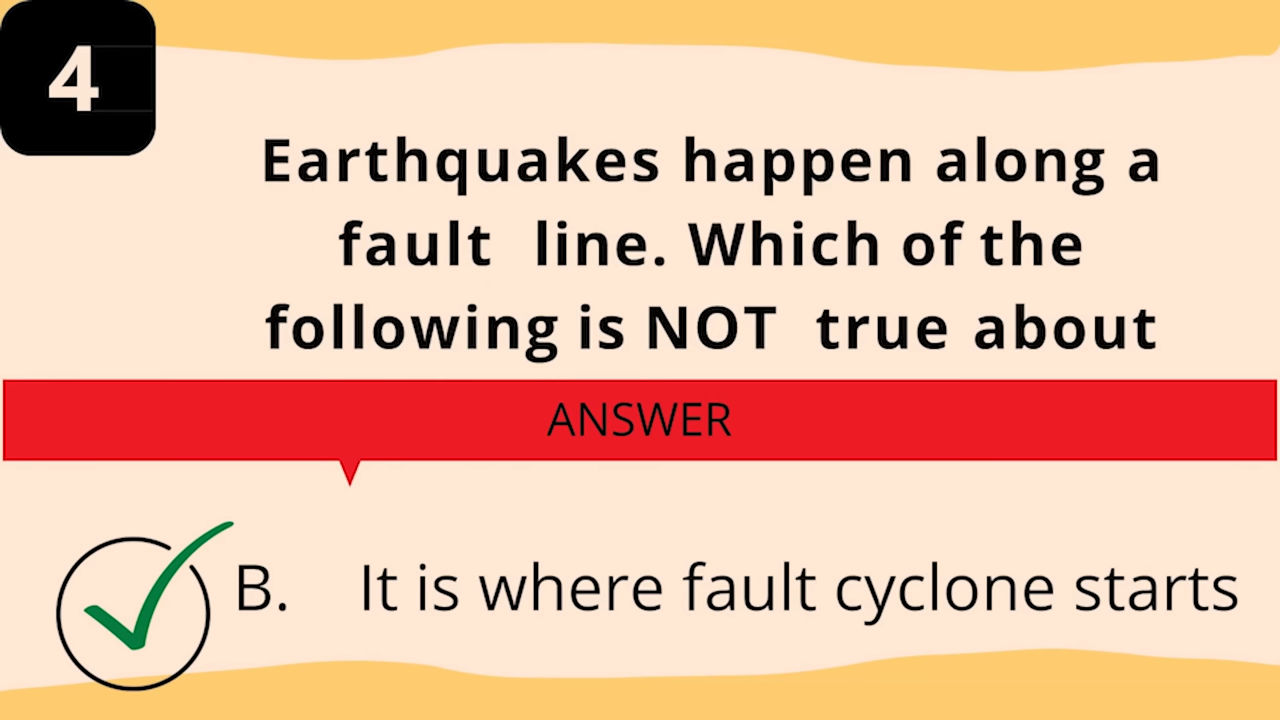 4
Earthquakes happen along a
fault line. Which of the
following is NOT true about
ANSWER
B. It is where fault cyclone starts